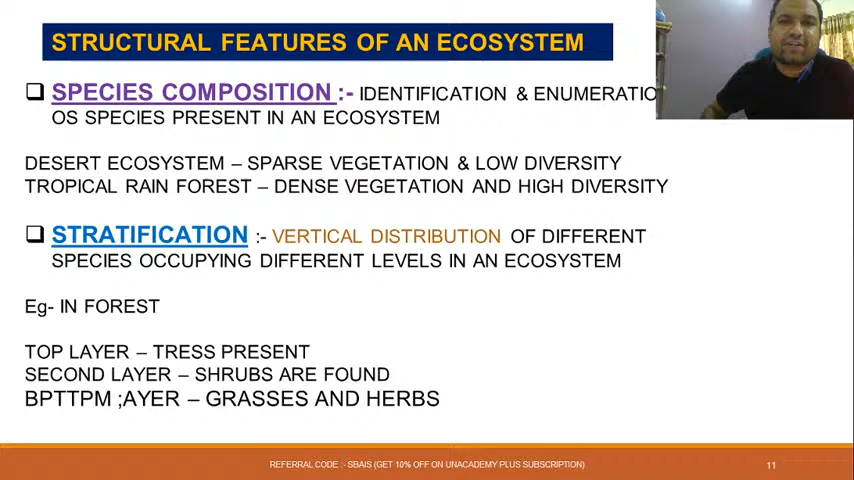 STRUCTURAL FEATURES OF AN ECOSYSTEM
❑ SPECIES COMPOSITION :- IDENTIFICATION & ENUMERATIO
OS SPECIES PRESENT IN AN ECOSYSTEM
DESERT ECOSYSTEM – SPARSE VEGETATION & LOW DIVERSITY
TROPICAL RAIN FOREST – DENSE VEGETATION AND HIGH DIVERSITY
❑ STRATIFICATION :- VERTICAL DISTRIBUTION OF DIFFERENT
SPECIES OCCUPYING DIFFERENT LEVELS IN AN ECOSYSTEM
Eg- IN FOREST
TOP LAYER – TRESS PRESENT
SECOND LAYER – SHRUBS ARE FOUND
BPTTPM ;AYER – GRASSES AND HERBS
REFERRAL CODE :- SBAIS (GET 10% OFF ON UNACADEMY PLUS SUBSCRIPTION)
11